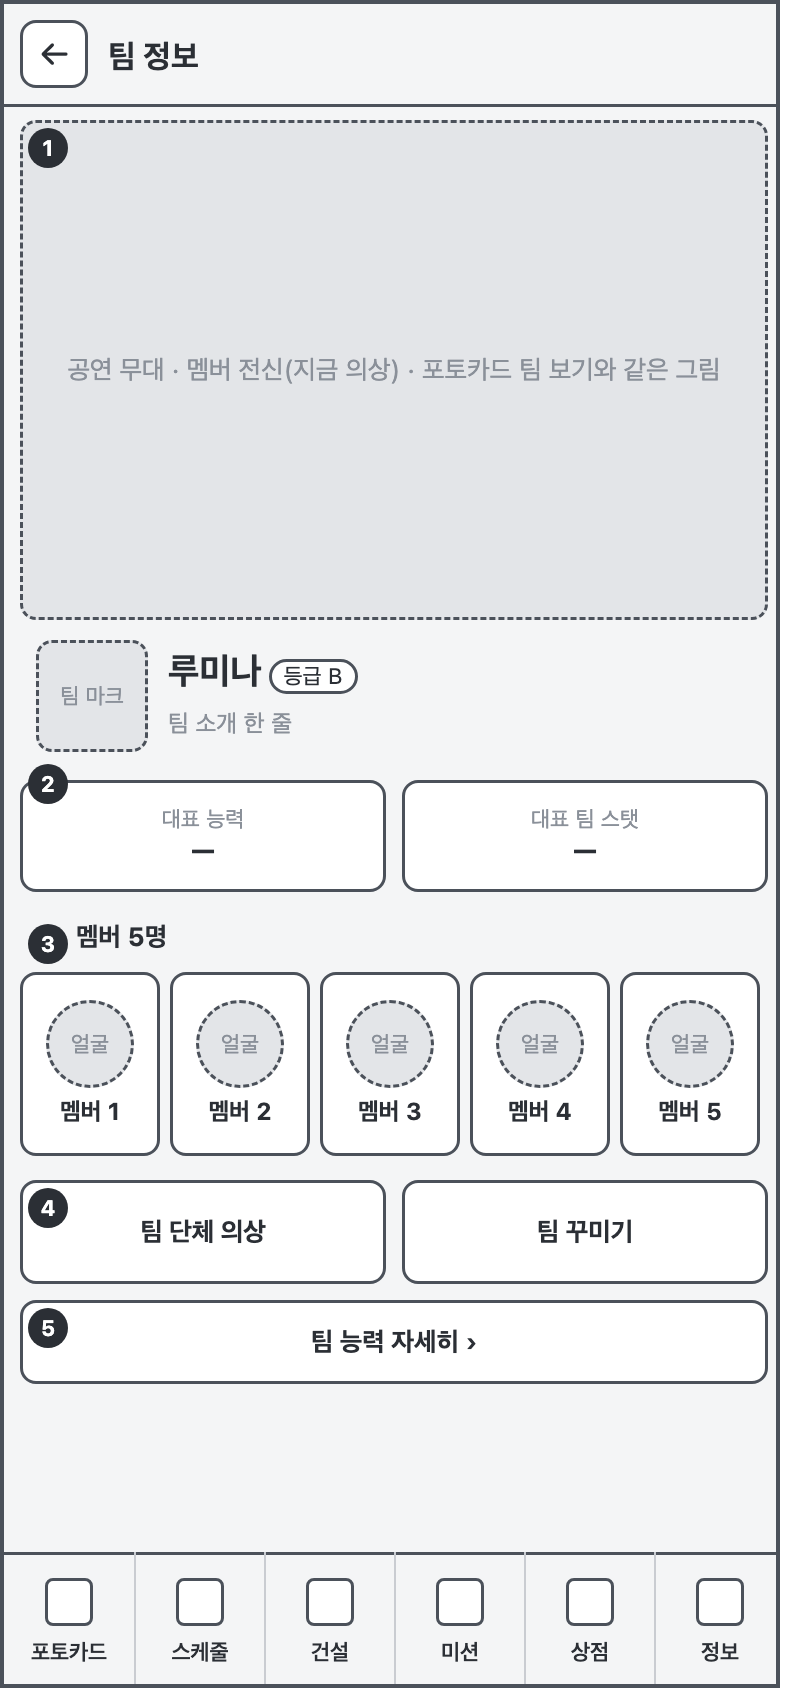 ← 팀 정보
1
공연 무대 · 멤버 전신(지금 의상) · 포토카드 팀 보기와 같은 그림
팀 마크
루미나 등급 B
팀 소개 한 줄
2
대표 능력
—
대표 팀 스탯
—
3 멤버 5명
얼굴 얼굴 얼굴 얼굴 얼굴
멤버 1 멤버 2 멤버 3 멤버 4 멤버 5
4 팀 단체 의상 팀 꾸미기
5 팀 능력 자세히 ›
포토카드 스케줄 건설 미션 상점 정보